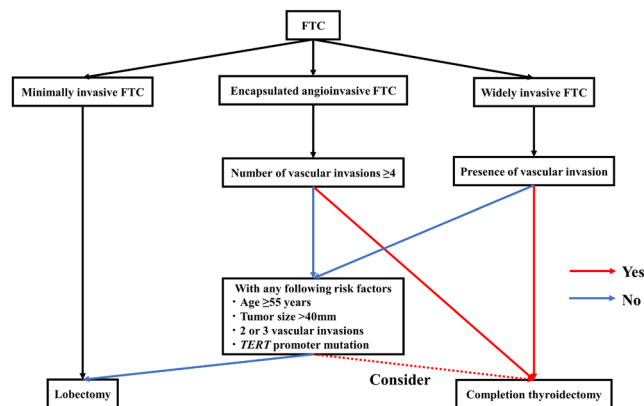 FTC
Minimally invasive FTC
Encapsulated angioinvasive FTC
Widely invasive FTC
Number of vascular invasions ≥4
Presence of vascular invasion
Yes
No
With any following risk factors
・Age ≥55 years
・Tumor size >40mm
・2 or 3 vascular invasions
・TERT promoter mutation
Consider
Lobectomy
Completion thyroidectomy